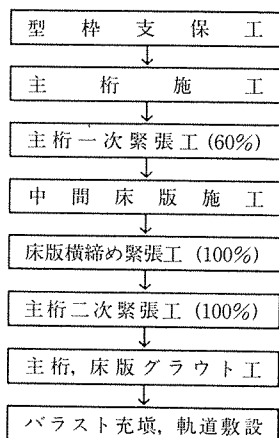 型枠支保工
主桁施工
主桁一次緊張工(60%)
中間床版施工
床版横締め緊張工(100%)
主桁二次緊張工(100%)
主桁,床版グラウト工
バラスト充塡,軌道敷設